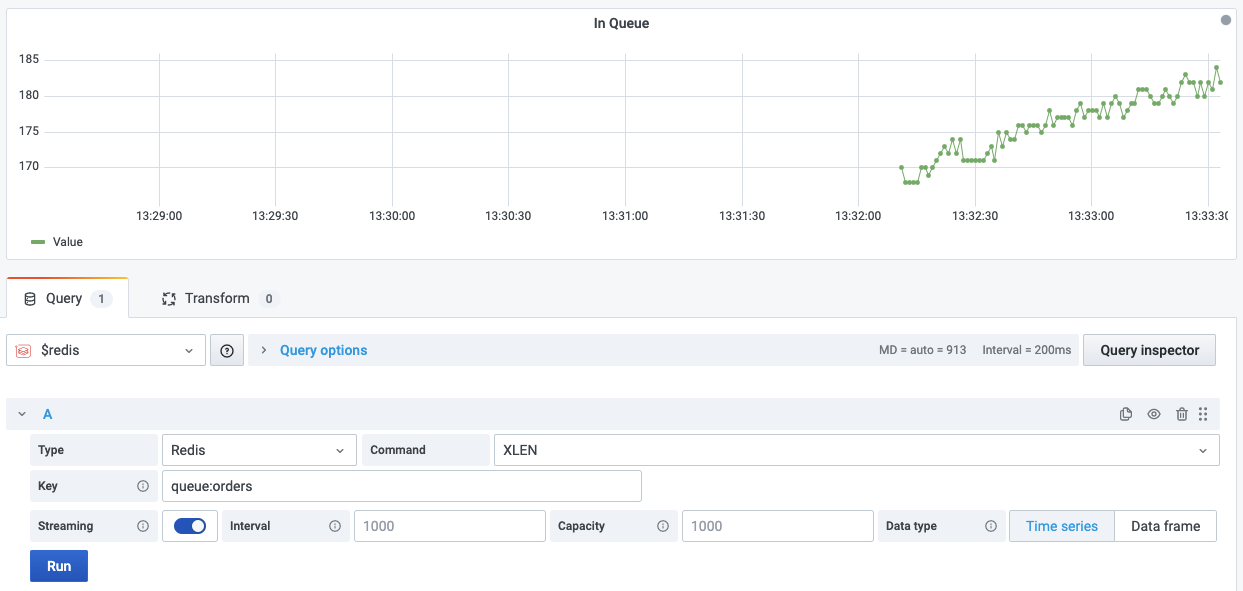 In Queue
185
180
175
170
13:29:00 13:29:30 13:30:00 13:30:30 13:31:00 13:31:30 13:32:00 13:32:30 13:33:00 13:33:30
Value
Query 1 Transform 0
$redis Query options MD = auto = 913 Interval = 200ms Query inspector
A
Type Redis Command XLEN
Key queue:orders
Streaming Interval 1000 Capacity 1000 Data type Time series Data frame
Run